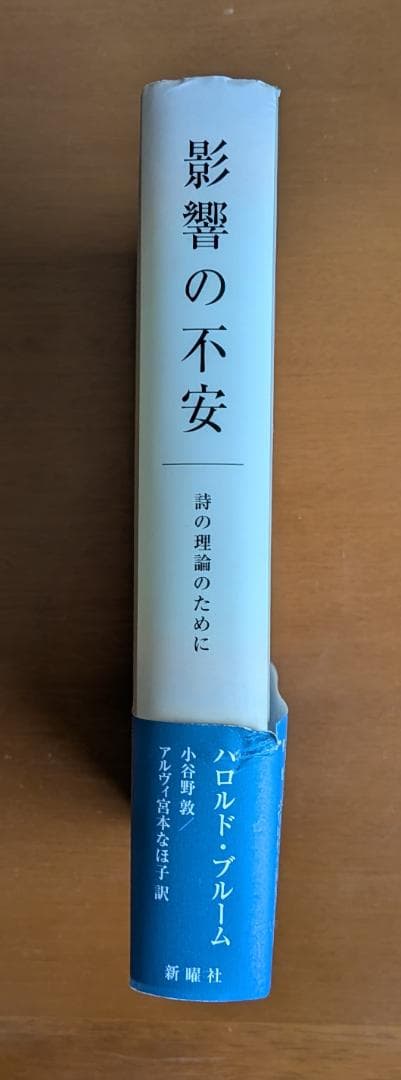 影響の不安
詩の理論のために
ハロルド・ブルーム
小谷野敦／
アルヴィ宮本なほ子 訳
新曜社